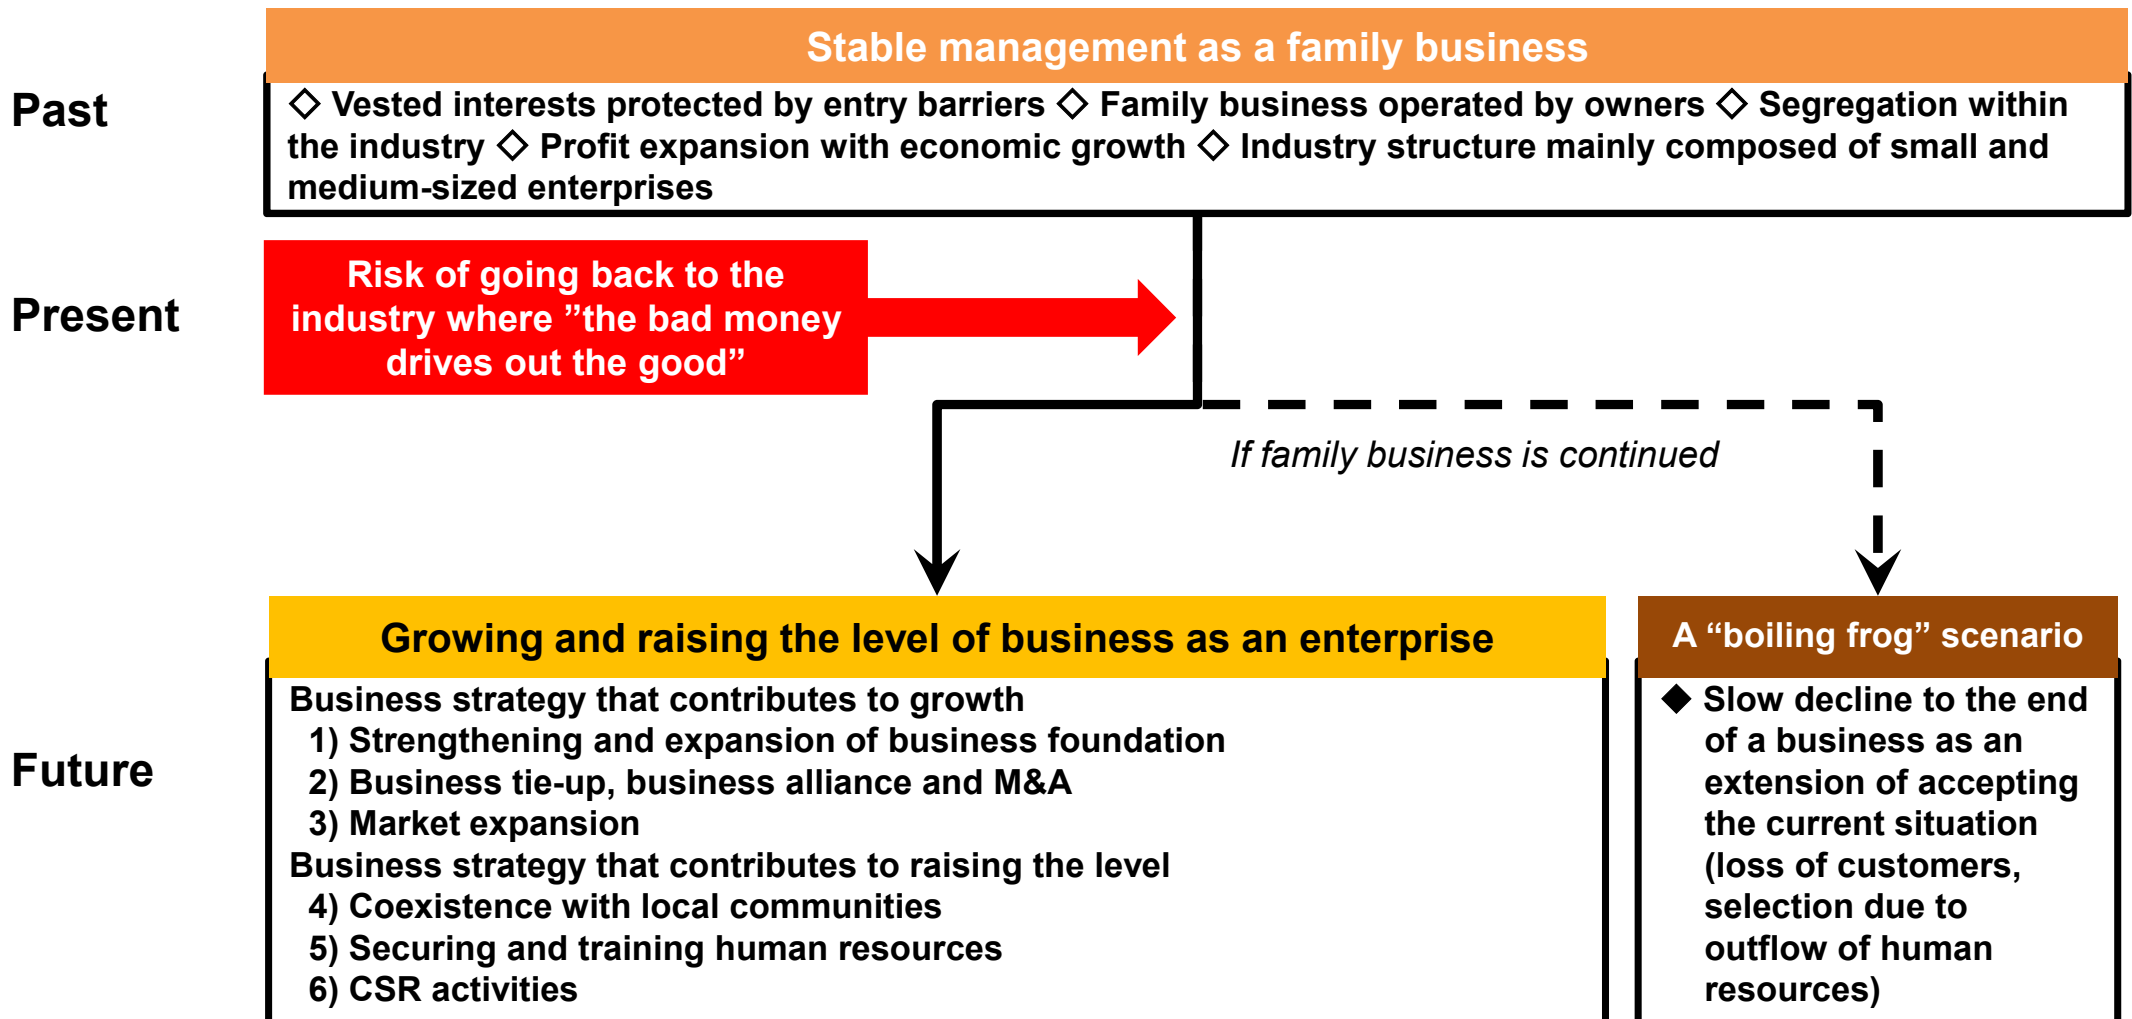 Stable management as a family business
Past
◇ Vested interests protected by entry barriers ◇ Family business operated by owners ◇ Segregation within
the industry ◇ Profit expansion with economic growth ◇ Industry structure mainly composed of small and
medium-sized enterprises
Present
Risk of going back to the
industry where ”the bad money
drives out the good”
If family business is continued
Future
Growing and raising the level of business as an enterprise
Business strategy that contributes to growth
1) Strengthening and expansion of business foundation
2) Business tie-up, business alliance and M&A
3) Market expansion
Business strategy that contributes to raising the level
4) Coexistence with local communities
5) Securing and training human resources
6) CSR activities
A “boiling frog” scenario
◆ Slow decline to the end
of a business as an
extension of accepting
the current situation
(loss of customers,
selection due to
outflow of human
resources)